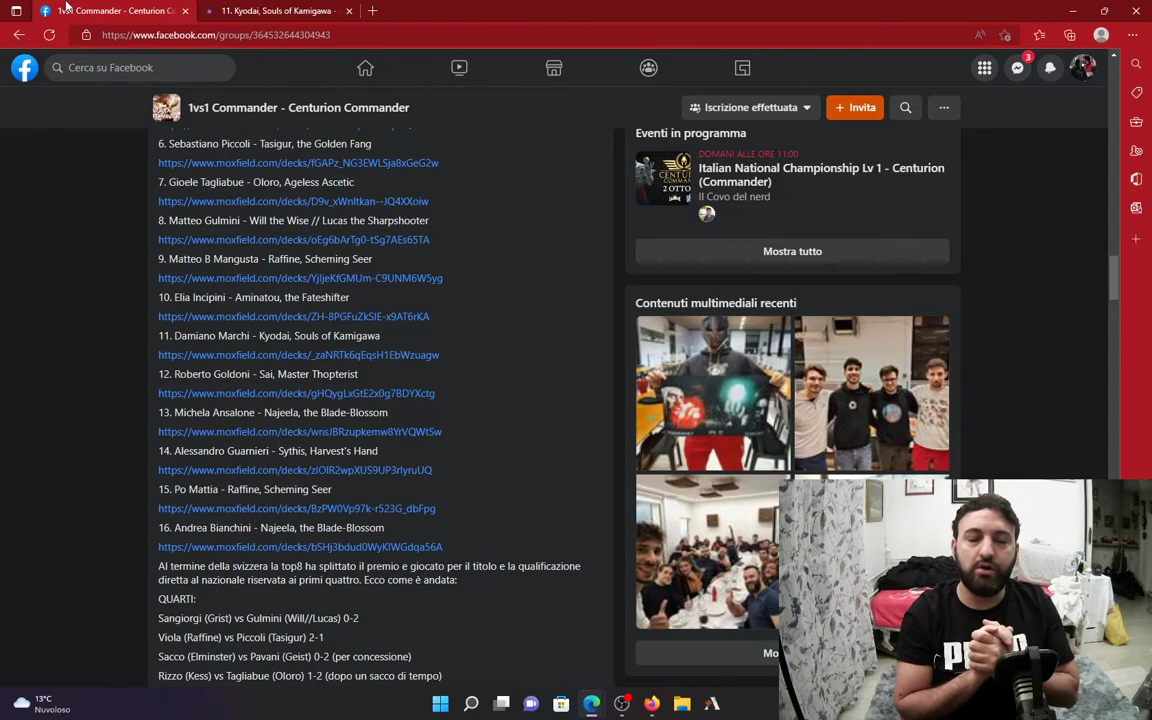 1vs1 Commander - Centurion Co
11. Kyodai, Souls of Kamigawa -
https://www.facebook.com/groups/364532644304943
Cerca su Facebook
3
1vs1 Commander - Centurion Commander
Iscrizione effettuata
+ Invita
6. Sebastiano Piccoli - Tasigur, the Golden Fang
https://www.moxfield.com/decks/fGAPz_NG3EWLSja8xGeG2w
7. Gioele Tagliabue - Oloro, Ageless Ascetic
https://www.moxfield.com/decks/D9v_xWnItkan--JQ4XXoiw
8. Matteo Gulmini - Will the Wise // Lucas the Sharpshooter
https://www.moxfield.com/decks/oEg6bArTg0-tSg7AEs65TA
9. Matteo B Mangusta - Raffine, Scheming Seer
https://www.moxfield.com/decks/YjIjeKfGMUm-C9UNM6W5yg
10. Elia Incipini - Aminatou, the Fateshifter
https://www.moxfield.com/decks/ZH-8PGFuZkSIE-x9AT6rKA
11. Damiano Marchi - Kyodai, Souls of Kamigawa
https://www.moxfield.com/decks/_zaNRTk6qEqsH1EbWzuagw
12. Roberto Goldoni - Sai, Master Thopterist
https://www.moxfield.com/decks/gHQygLxGtE2x0g7BDYXctg
13. Michela Ansalone - Najeela, the Blade-Blossom
https://www.moxfield.com/decks/wnsJBRzupkemw8YrVQWtSw
14. Alessandro Guarnieri - Sythis, Harvest's Hand
https://www.moxfield.com/decks/zIOIR2wpXUS9UP3rlyruUQ
15. Po Mattia - Raffine, Scheming Seer
https://www.moxfield.com/decks/BzPW0Vp97k-r523G_dbFpg
16. Andrea Bianchini - Najeela, the Blade-Blossom
https://www.moxfield.com/decks/bSHj3bdud0WyKIWGdqa56A
Al termine della svizzera la top8 ha splittato il premio e giocato per il titolo e la qualificazione
diretta al nazionale riservata ai primi quattro. Ecco come è andata:
QUARTI:
Sangiorgi (Grist) vs Gulmini (Will//Lucas) 0-2
Viola (Raffine) vs Piccoli (Tasigur) 2-1
Sacco (Elminster) vs Pavani (Geist) 0-2 (per concessione)
Rizzo (Kess) vs Tagliabue (Oloro) 1-2 (dopo un sacco di tempo)
Eventi in programma
DOMANI ALLE ORE 11:00
Italian National Championship Lv 1 - Centurion
(Commander)
Il Covo del nerd
2 OTTO
Mostra tutto
Contenuti multimediali recenti
Mo
PUMA
13°C
Nuvoloso